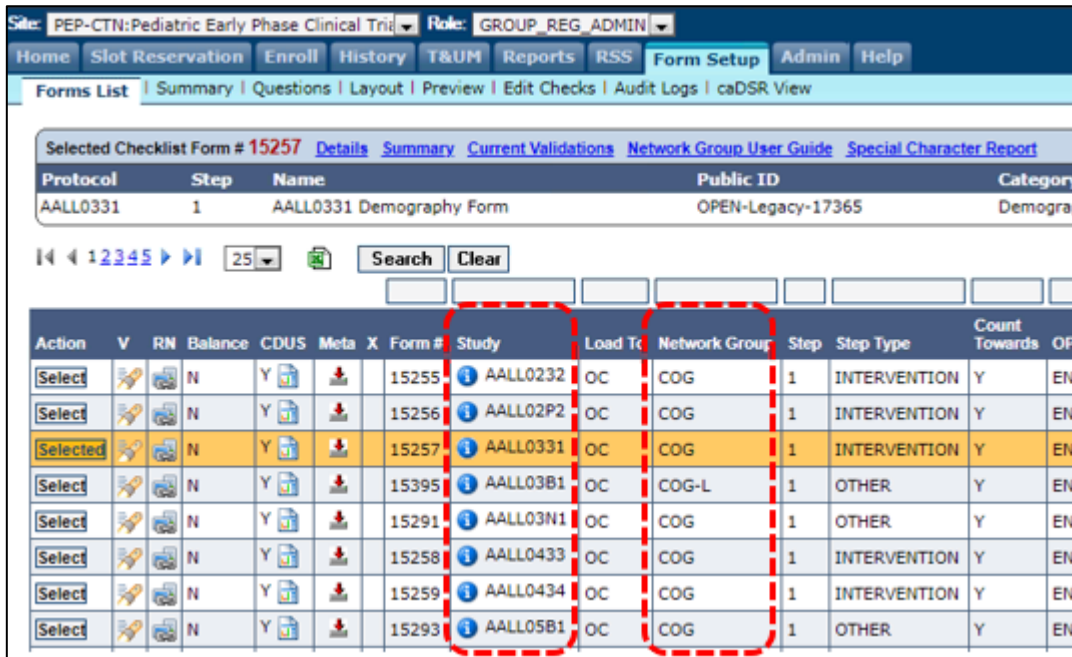 Site: PEP-CTN:Pediatric Early Phase Clinical Tria Role: GROUP_REG_ADMIN
Home Slot Reservation Enroll History T&UM Reports RSS Form Setup Admin Help
Forms List | Summary | Questions | Layout | Preview | Edit Checks | Audit Logs | caDSR View
Selected Checklist Form # 15257 Details Summary Current Validations Network Group User Guide Special Character Report
Protocol Step Name Public ID Category
AALL0331 1 AALL0331 Demography Form OPEN-Legacy-17365 Demogra
1 2 3 4 5 25 Search Clear
Action V RN Balance CDUS Meta X Form # Study Load To Network Group Step Step Type Count Towards OP
Select N Y 15255 AALL0232 OC COG 1 INTERVENTION Y EN
Select N Y 15256 AALL02P2 OC COG 1 INTERVENTION Y EN
Selected N Y 15257 AALL0331 OC COG 1 INTERVENTION Y EN
Select N Y 15395 AALL03B1 OC COG-L 1 OTHER Y EN
Select N Y 15291 AALL03N1 OC COG 1 OTHER Y EN
Select N Y 15258 AALL0433 OC COG 1 INTERVENTION Y EN
Select N Y 15259 AALL0434 OC COG 1 INTERVENTION Y EN
Select N Y 15293 AALL05B1 OC COG 1 OTHER Y EN